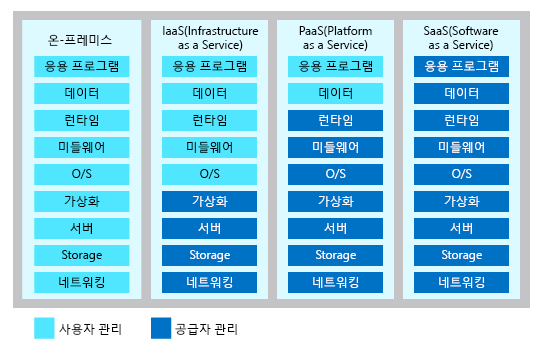 온-프레미스
응용 프로그램
데이터
런타임
미들웨어
O/S
가상화
서버
Storage
네트워킹
IaaS(Infrastructure
as a Service)
응용 프로그램
데이터
런타임
미들웨어
O/S
가상화
서버
Storage
네트워킹
PaaS(Platform
as a Service)
응용 프로그램
데이터
런타임
미들웨어
O/S
가상화
서버
Storage
네트워킹
SaaS(Software
as a Service)
응용 프로그램
데이터
런타임
미들웨어
O/S
가상화
서버
Storage
네트워킹
사용자 관리
공급자 관리